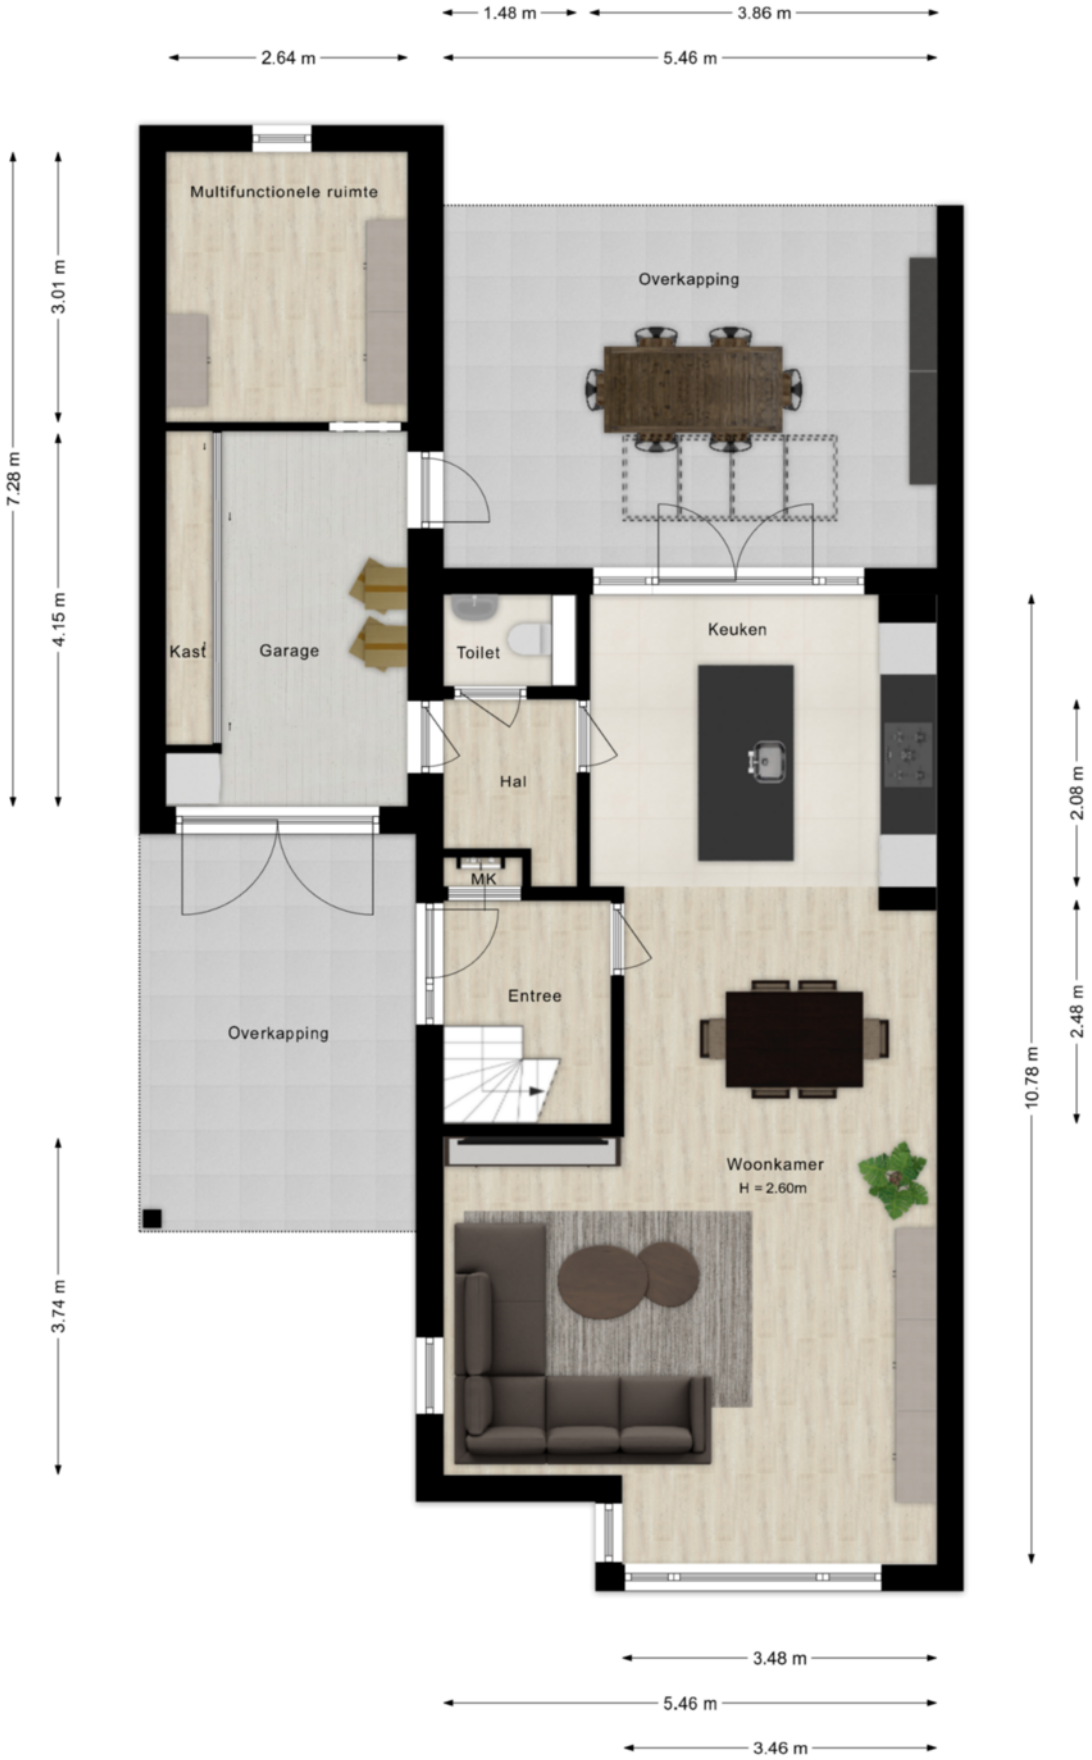 1.48 m
3.86 m
2.64 m
5.46 m
Multifunctionele ruimte
3.01 m
Overkapping
7.28 m
4.15 m
Keuken
Kast
Garage
Toilet
Hal
2.08 m
MK
Entree
2.48 m
Overkapping
10.78 m
Woonkamer
H = 2.60m
3.74 m
3.48 m
5.46 m
3.46 m